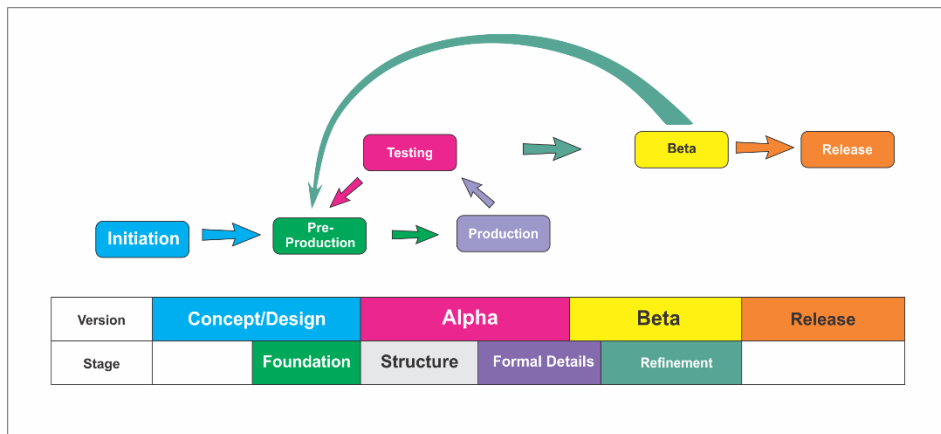 Testing
Beta
Release
Initiation
Pre-
Production
Production
Version
Concept/Design
Alpha
Beta
Release
Stage
Foundation
Structure
Formal Details
Refinement